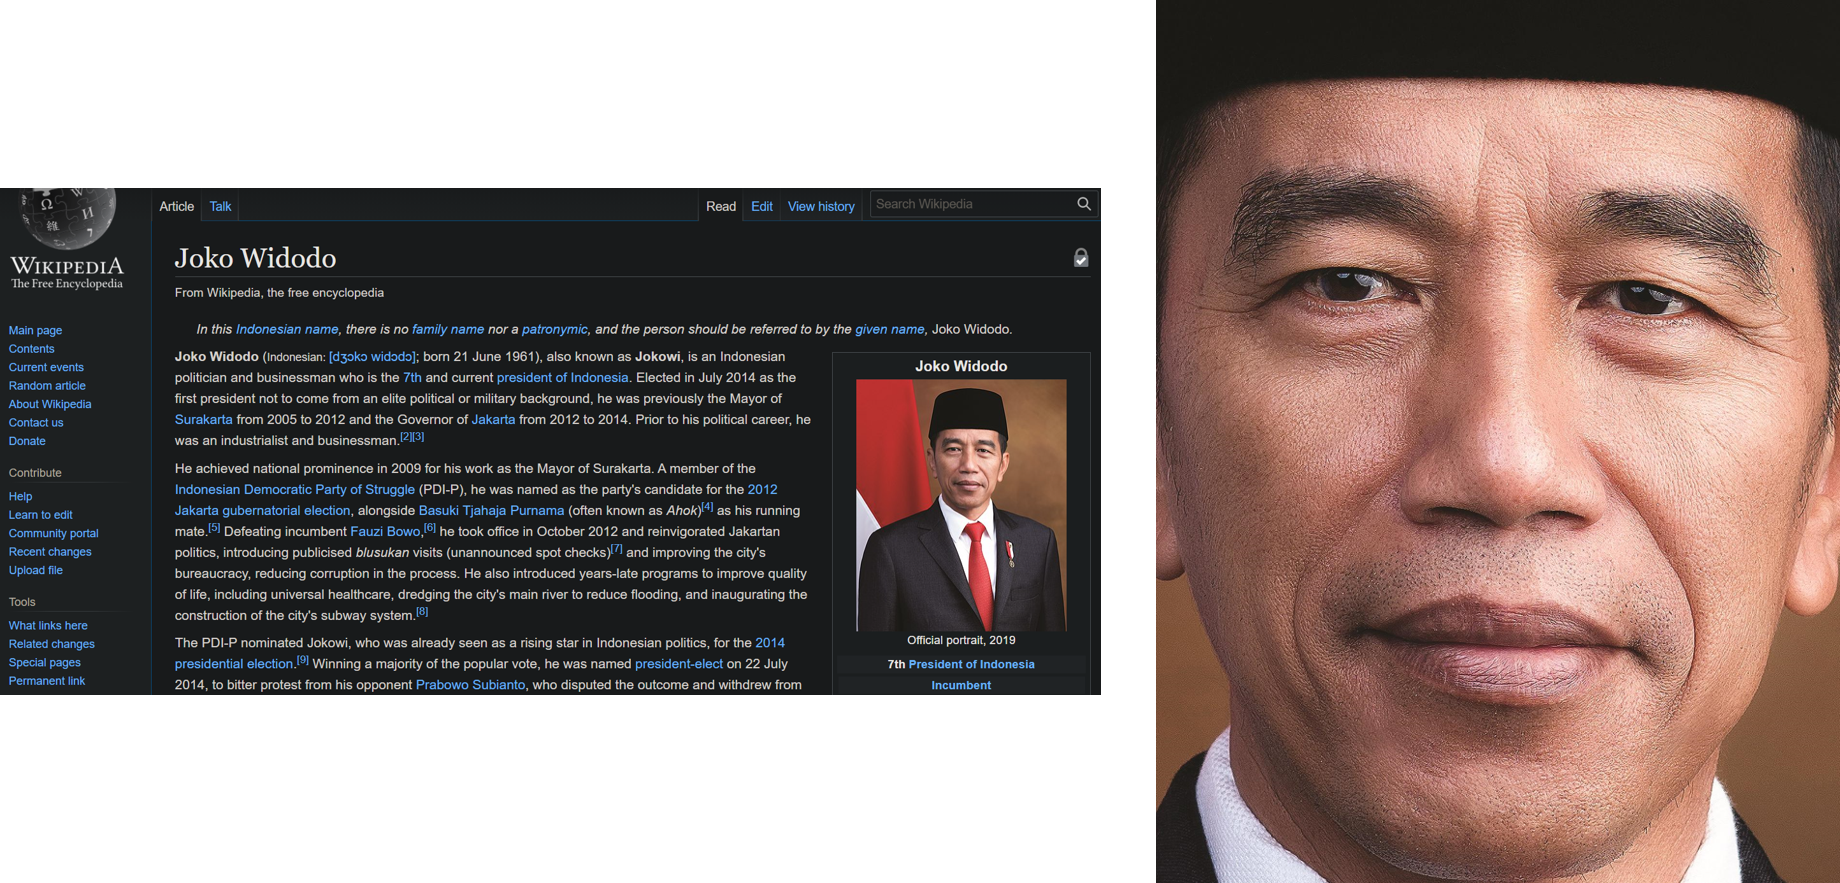 Article
Talk
Read
Edit
View history
Search Wikipedia
WIKIPEDIA
The Free Encyclopedia
Main page
Contents
Current events
Random article
About Wikipedia
Contact us
Donate
Contribute
Help
Learn to edit
Community portal
Recent changes
Upload file
Tools
What links here
Related changes
Special pages
Permanent link
Joko Widodo
From Wikipedia, the free encyclopedia
In this Indonesian name, there is no family name nor a patronymic, and the person should be referred to by the given name, Joko Widodo.
Joko Widodo (Indonesian: [dʒɔkɔ widɔdɔ]; born 21 June 1961), also known as Jokowi, is an Indonesian
politician and businessman who is the 7th and current president of Indonesia. Elected in July 2014 as the
first president not to come from an elite political or military background, he was previously the Mayor of
Surakarta from 2005 to 2012 and the Governor of Jakarta from 2012 to 2014. Prior to his political career, he
was an industrialist and businessman.[2][3]
He achieved national prominence in 2009 for his work as the Mayor of Surakarta. A member of the
Indonesian Democratic Party of Struggle (PDI-P), he was named as the party's candidate for the 2012
Jakarta gubernatorial election, alongside Basuki Tjahaja Purnama (often known as Ahok)[4] as his running
mate.[5] Defeating incumbent Fauzi Bowo,[6] he took office in October 2012 and reinvigorated Jakartan
politics, introducing publicised blusukan visits (unannounced spot checks)[7] and improving the city's
bureaucracy, reducing corruption in the process. He also introduced years-late programs to improve quality
of life, including universal healthcare, dredging the city's main river to reduce flooding, and inaugurating the
construction of the city's subway system.[8]
The PDI-P nominated Jokowi, who was already seen as a rising star in Indonesian politics, for the 2014
presidential election.[9] Winning a majority of the popular vote, he was named president-elect on 22 July
2014, to bitter protest from his opponent Prabowo Subianto, who disputed the outcome and withdrew from
Joko Widodo
Official portrait, 2019
7th President of Indonesia
Incumbent